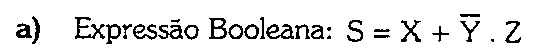 a) Expressão Booleana: S = X + Y̅ . Z